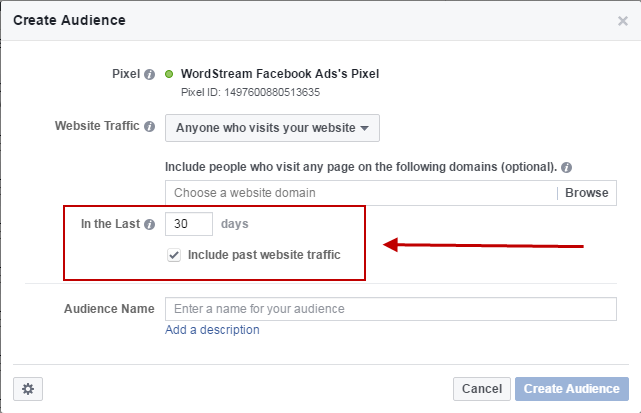 Create Audience
Pixel WordStream Facebook Ads's Pixel
Pixel ID: 1497600880513635
Website Traffic Anyone who visits your website
Include people who visit any page on the following domains (optional).
Choose a website domain Browse
In the Last 30 days
Include past website traffic
Audience Name Enter a name for your audience
Add a description
Cancel Create Audience